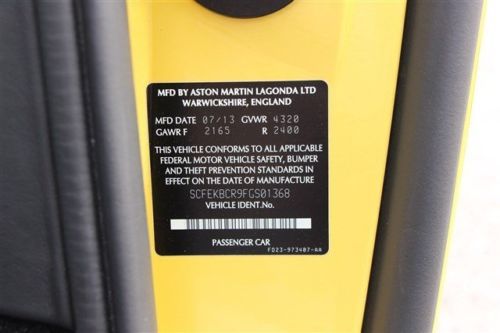 MFD BY ASTON MARTIN LAGONDA LTD
WARWICKSHIRE, ENGLAND
MFD DATE 07/13 GVWR 4320
GAWR F 2165 R 2400
THIS VEHICLE CONFORMS TO ALL APPLICABLE
FEDERAL MOTOR VEHICLE SAFETY, BUMPER
AND THEFT PREVENTION STANDARDS IN
EFFECT ON THE DATE OF MANUFACTURE
SCFEKBCR9FGS01368
VEHICLE IDENT.No.
PASSENGER CAR
FD23-973407-AA